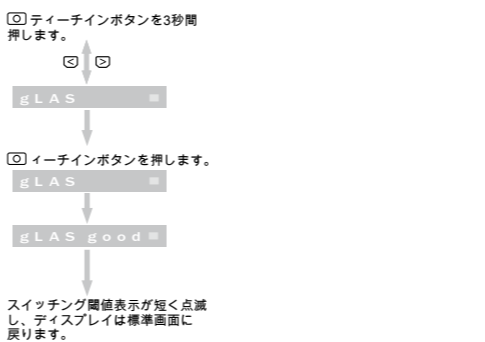 ティーチインボタンを3秒間
押します。
< >
gLAS
ィーチインボタンを押します。
gLAS
gLAS good
スイッチング閾値表示が短く点滅
し、ディスプレイは標準画面に
戻ります。